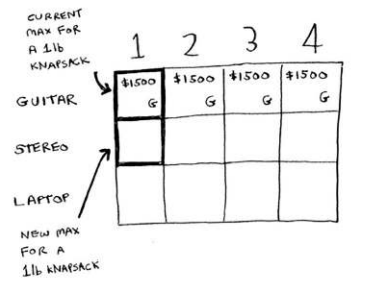 CURRENT
MAX FOR
A 1lb
KNAPSACK
1 2 3 4
GUITAR
$1500 $1500 $1500 $1500
G G G G
STEREO
LAPTOP
NEW MAX
FOR A
1lb KNAPSACK